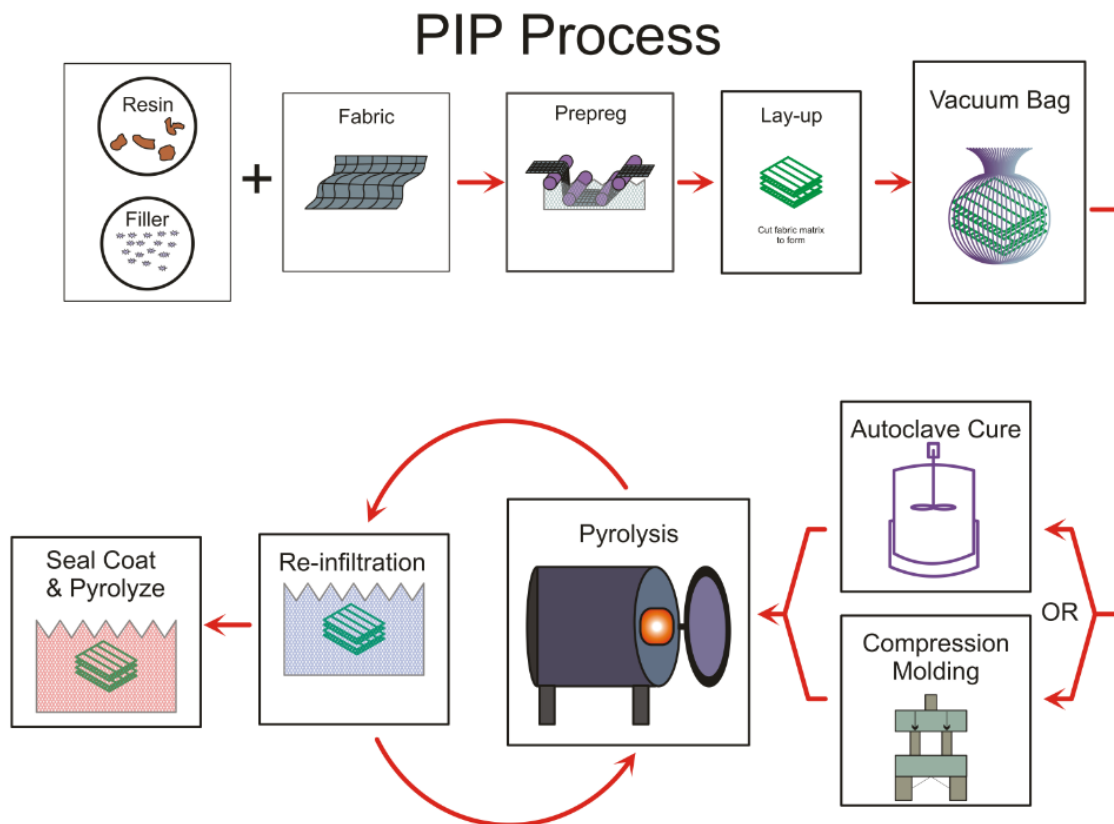 PIP Process
Resin
Filler
Fabric
Prepreg
Lay-up
Cut fabric matrix
to form
Vacuum Bag
Autoclave Cure
OR
Compression
Molding
Pyrolysis
Re-infiltration
Seal Coat
& Pyrolyze